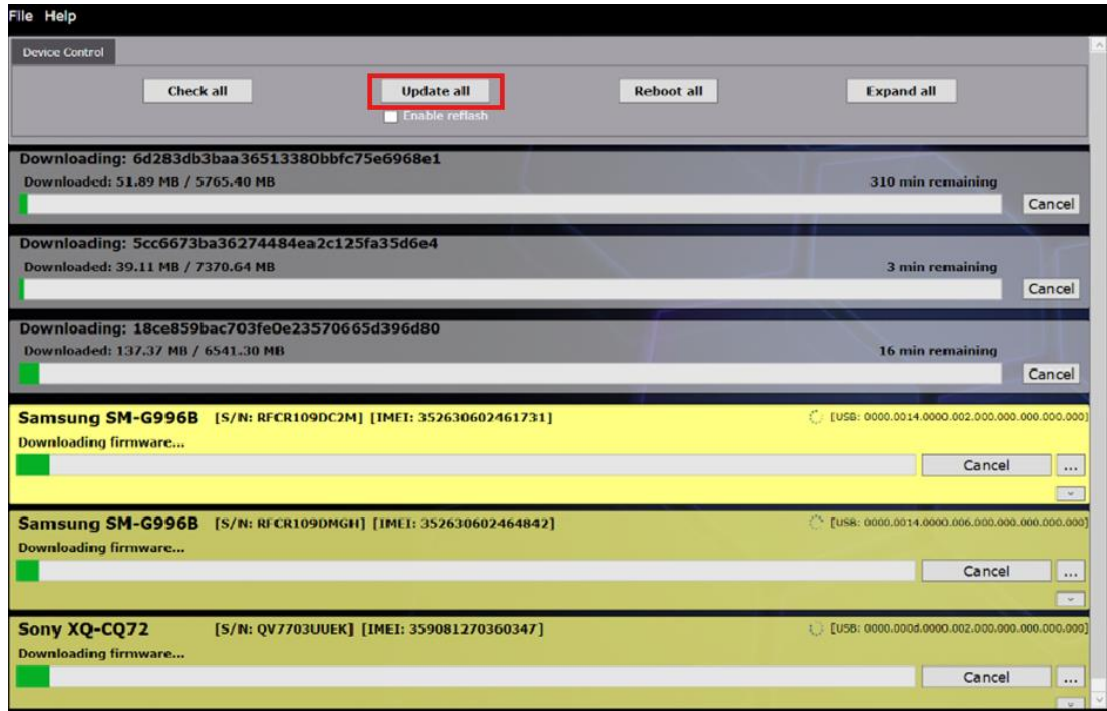 File Help
Device Control
Check all Update all Reboot all Expand all
Enable reflash
Downloading: 6d283db3baa36513380bbfc75e6968e1
Downloaded: 51.89 MB / 5765.40 MB 310 min remaining
Cancel
Downloading: 5cc6673ba36274484ea2c125fa35d6e4
Downloaded: 39.11 MB / 7370.64 MB 3 min remaining
Cancel
Downloading: 18ce859bac703fe0e23570665d396d80
Downloaded: 137.37 MB / 6541.30 MB 16 min remaining
Cancel
Samsung SM-G996B [S/N: RFCR109DC2M] [IMEI: 352630602461731] [USB: 0000.0014.0000.002.000.000.000.000.000]
Downloading firmware...
Cancel ...
Samsung SM-G996B [S/N: RFCR109DMGH] [IMEI: 352630602464842] [USB: 0000.0014.0000.006.000.000.000.000.000]
Downloading firmware...
Cancel ...
Sony XQ-CQ72 [S/N: QV7703UUEK] [IMEI: 359081270360347] [USB: 0000.000d.0000.002.000.000.000.000.000]
Downloading firmware...
Cancel ...